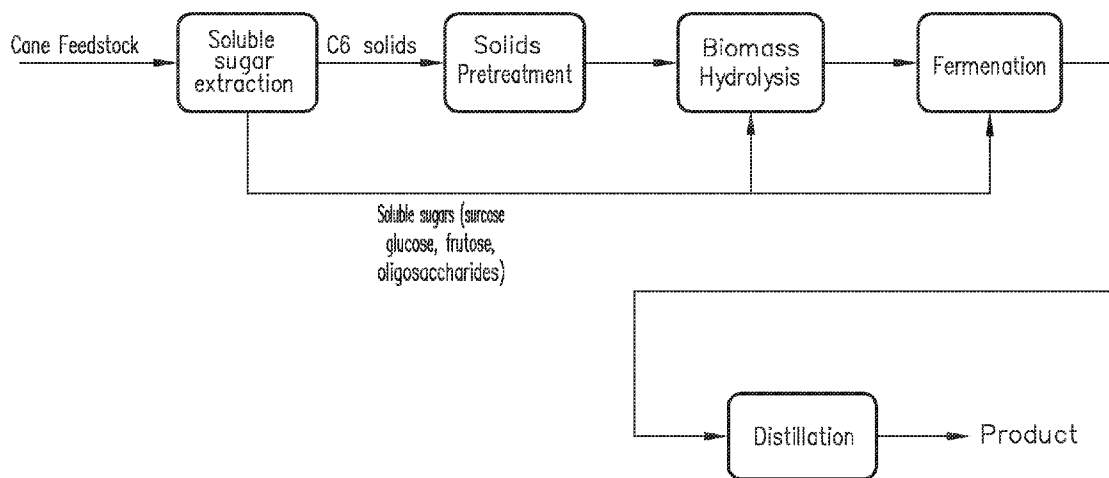 Cane Feedstock
Soluble
sugar
extraction
C6 solids
Solids
Pretreatment
Biomass
Hydrolysis
Fermenation
Soluble sugars (surcose
glucose, frutose,
oligosaccharides)
Distillation
Product